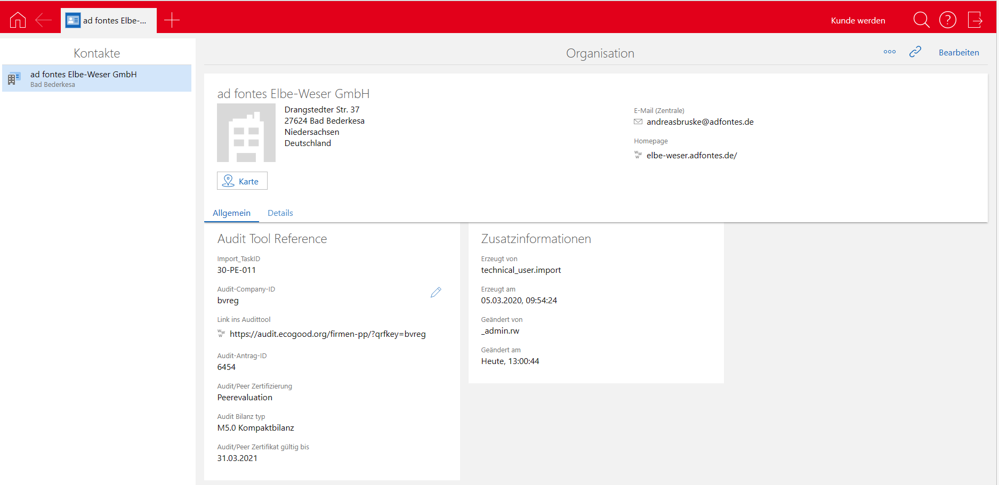 ad fontes Elbe-...
Kunde werden
?
Kontakte
ad fontes Elbe-Weser GmbH
Bad Bederkesa
Organisation
Bearbeiten
ad fontes Elbe-Weser GmbH
Drangstedter Str. 37
27624 Bad Bederkesa
Niedersachsen
Deutschland
E-Mail (Zentrale)
andreasbruske@adfontes.de
Homepage
www elbe-weser.adfontes.de/
Karte
Allgemein Details
Audit Tool Reference
Import_TaskID
30-PE-011
Audit-Company-ID
bvreg
Link ins Audittool
www https://audit.ecogood.org/firmen-pp/?qrfkey=bvreg
Audit-Antrag-ID
6454
Audit/Peer Zertifizierung
Peerevaluation
Audit Bilanz typ
M5.0 Kompaktbilanz
Audit/Peer Zertifikat gültig bis
31.03.2021
Zusatzinformationen
Erzeugt von
technical_user.import
Erzeugt am
05.03.2020, 09:54:24
Geändert von
_admin.rw
Geändert am
Heute, 13:00:44